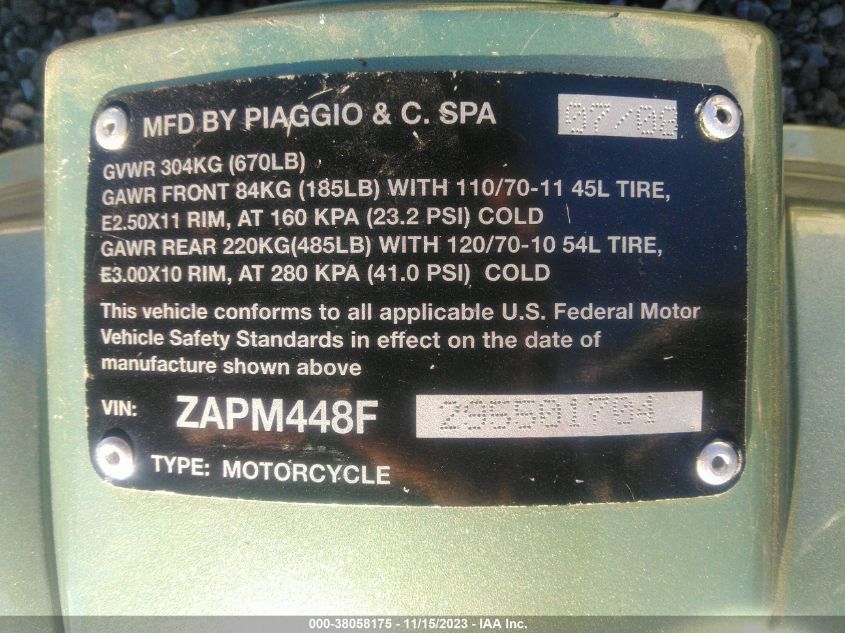 MFD BY PIAGGIO & C. SPA 07/08
GVWR 304KG (670LB)
GAWR FRONT 84KG (185LB) WITH 110/70-11 45L TIRE,
E2.50X11 RIM, AT 160 KPA (23.2 PSI) COLD
GAWR REAR 220KG(485LB) WITH 120/70-10 54L TIRE,
E3.00X10 RIM, AT 280 KPA (41.0 PSI) COLD
This vehicle conforms to all applicable U.S. Federal Motor
Vehicle Safety Standards in effect on the date of
manufacture shown above
VIN: ZAPM448F 295501704
TYPE: MOTORCYCLE
000-38058175 - 11/15/2023 - IAA Inc.